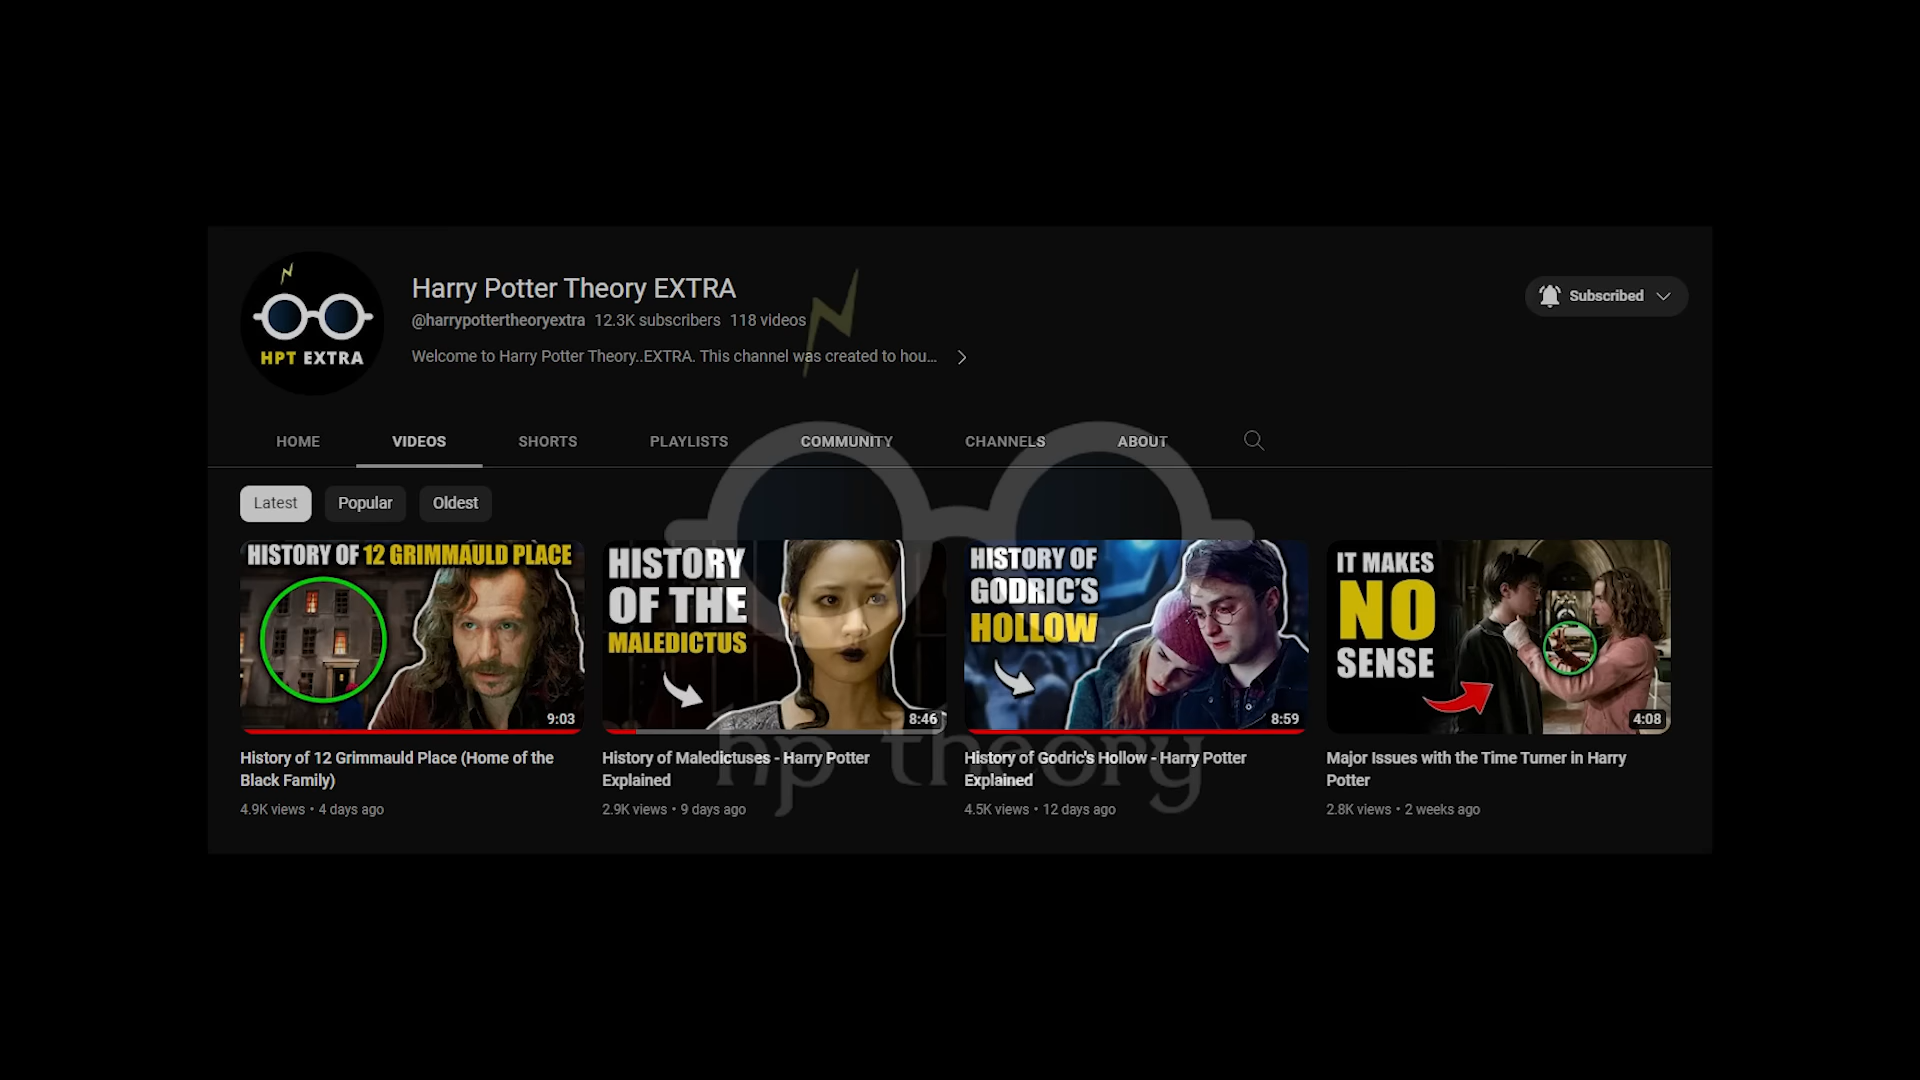 Harry Potter Theory EXTRA
@harrypottertheoryextra 12.3K subscribers 118 videos
Welcome to Harry Potter Theory..EXTRA. This channel was created to hou...
HPT EXTRA
Subscribed
HOME VIDEOS SHORTS PLAYLISTS COMMUNITY CHANNELS ABOUT
Latest Popular Oldest
HISTORY OF 12 GRIMMAULD PLACE
9:03
History of 12 Grimmauld Place (Home of the
Black Family)
4.9K views • 4 days ago
HISTORY
OF THE
MALEDICTUS
8:46
History of Maledictuses - Harry Potter
Explained
2.9K views • 9 days ago
HISTORY OF
GODRIC'S
HOLLOW
8:59
History of Godric's Hollow - Harry Potter
Explained
4.5K views • 12 days ago
IT MAKES
NO
SENSE
4:08
Major Issues with the Time Turner in Harry
Potter
2.8K views • 2 weeks ago
hp theory